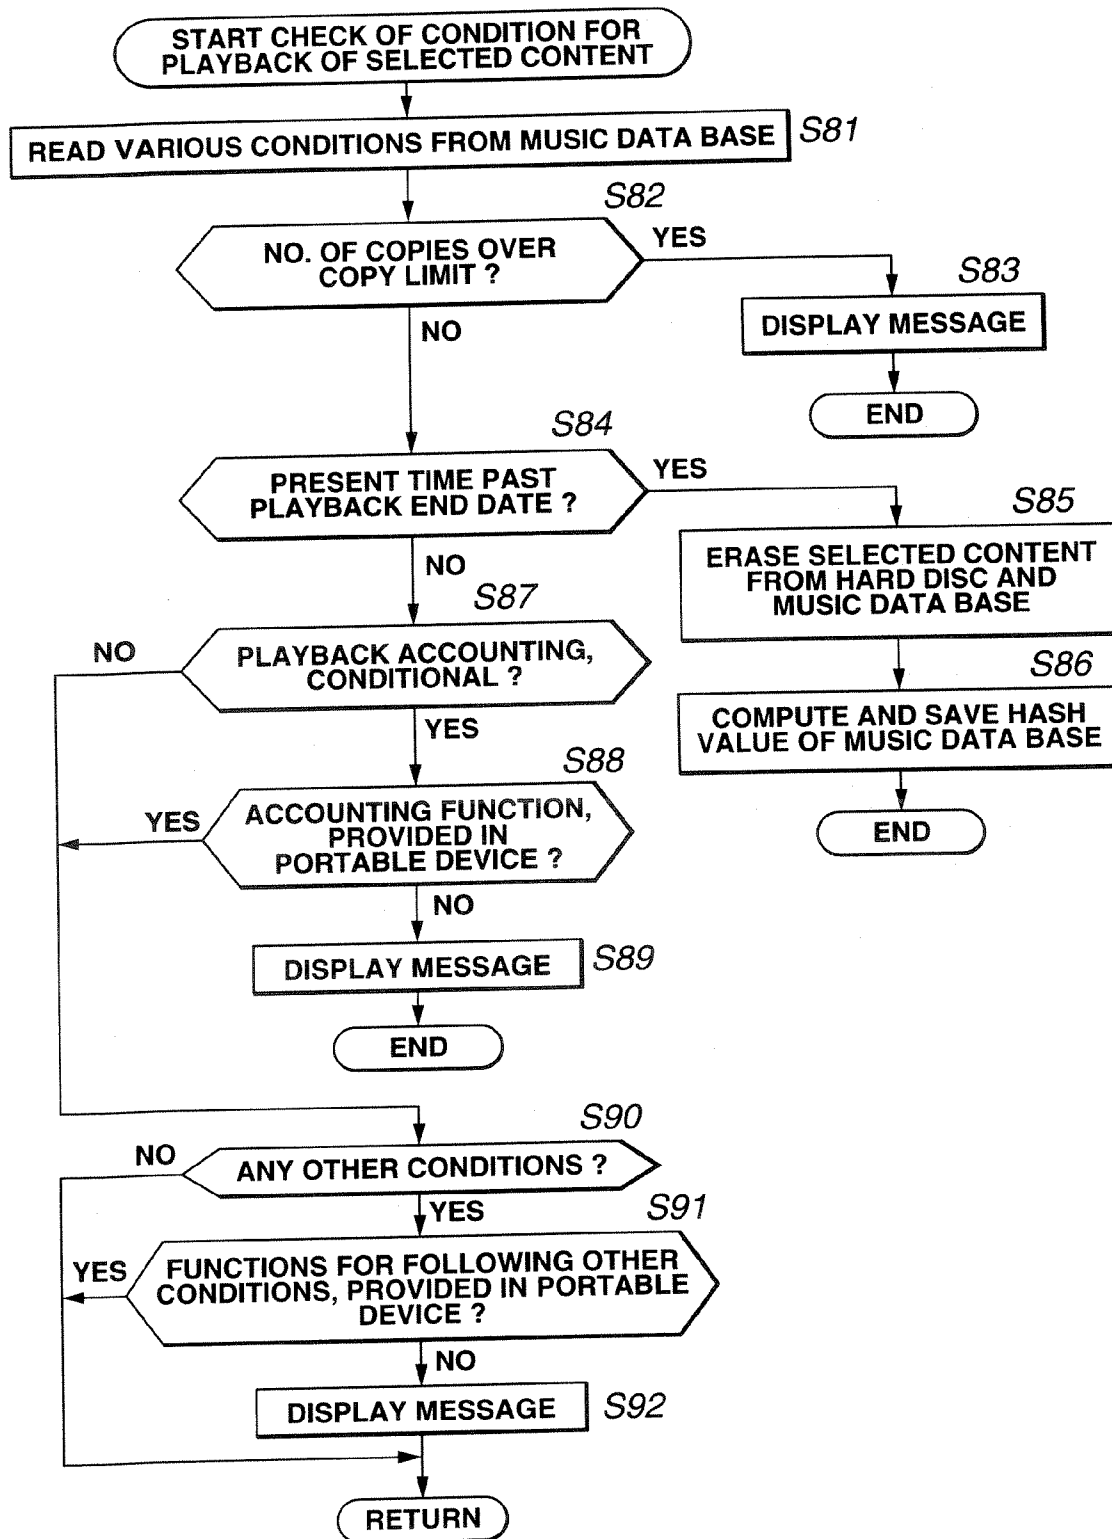 START CHECK OF CONDITION FOR
PLAYBACK OF SELECTED CONTENT
READ VARIOUS CONDITIONS FROM MUSIC DATA BASE
S81
S82
NO. OF COPIES OVER
COPY LIMIT ?
YES
NO
S83
DISPLAY MESSAGE
END
S84
PRESENT TIME PAST
PLAYBACK END DATE ?
YES
NO
S85
ERASE SELECTED CONTENT
FROM HARD DISC AND
MUSIC DATA BASE
S86
COMPUTE AND SAVE HASH
VALUE OF MUSIC DATA BASE
END
S87
NO
PLAYBACK ACCOUNTING,
CONDITIONAL ?
YES
S88
YES
ACCOUNTING FUNCTION,
PROVIDED IN
PORTABLE DEVICE ?
NO
DISPLAY MESSAGE
S89
END
S90
NO
ANY OTHER CONDITIONS ?
YES
S91
YES
FUNCTIONS FOR FOLLOWING OTHER
CONDITIONS, PROVIDED IN PORTABLE
DEVICE ?
NO
DISPLAY MESSAGE
S92
RETURN